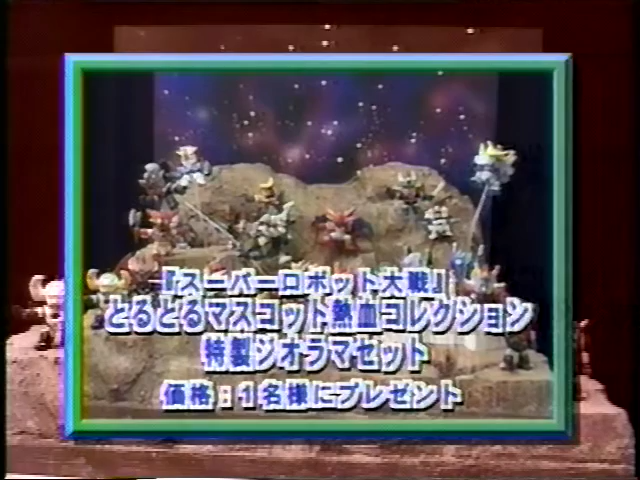 『スーパーロボット大戦』
とるとるマスコット熱血コレクション
特製ジオラマセット
価格：1名様にプレゼント